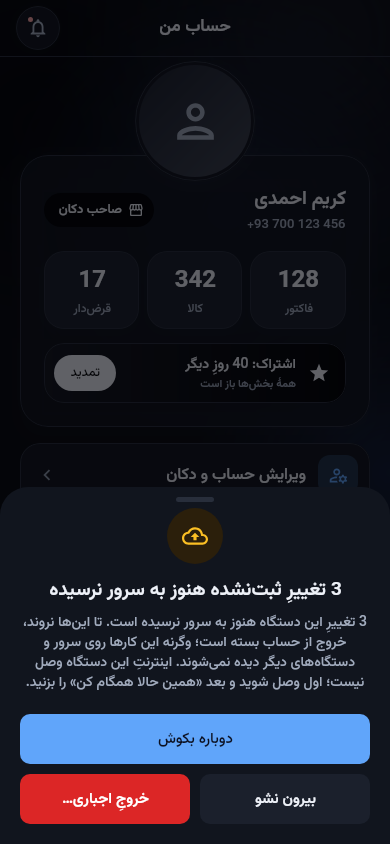 حساب من
کریم احمدی
صاحب دکان
+93 700 123 456
128
342
17
فاکتور
کالا
قرض‌دار
اشتراک: 40 روزِ دیگر
همهٔ بخش‌ها باز است
تمدید
ویرایش حساب و دکان
3 تغییرِ ثبت‌نشده هنوز به سرور نرسیده
3 تغییرِ این دستگاه هنوز به سرور نرسیده است. تا این‌ها نروند،
خروج از حساب بسته است؛ وگرنه این کارها روی سرور و
دستگاه‌های دیگر دیده نمی‌شوند. اینترنتِ این دستگاه وصل
نیست؛ اول وصل شوید و بعد «همین حالا همگام کن» را بزنید.
دوباره بکوش
بیرون نشو
خروجِ اجباری...